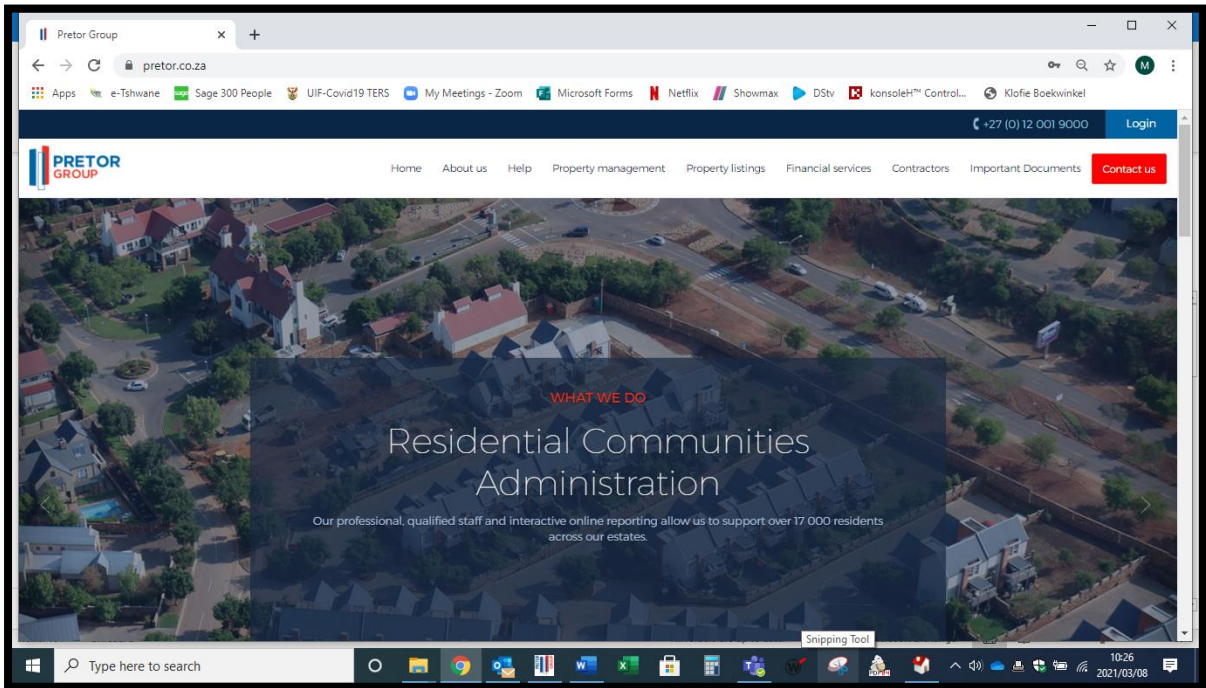 Pretor Group
pretor.co.za
M
Apps e-Tshwane Sage 300 People UIF-Covid19 TERS My Meetings - Zoom Microsoft Forms Netflix Showmax DStv konsoleH™ Control... Klofie Boekwinkel
+27 (0) 12 001 9000 Login
PRETOR
GROUP
Home About us Help Property management Property listings Financial services Contractors Important Documents Contact us
WHAT WE DO
Residential Communities
Administration
Our professional, qualified staff and interactive online reporting allow us to support over 17 000 residents
across our estates.
Snipping Tool
Type here to search
10:26
2021/03/08